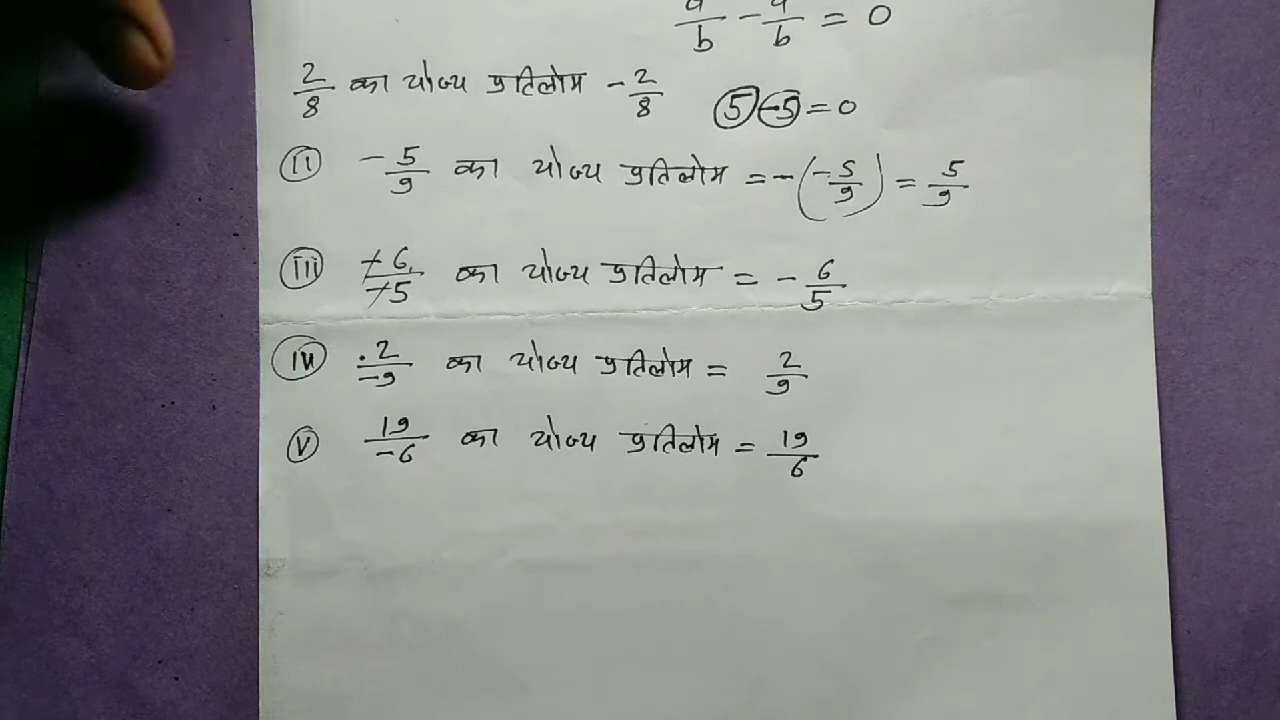 a/b - a/b = 0
2/8 का योज्य प्रतिलोम -2/8 5-5=0
(ii) -5/9 का योज्य प्रतिलोम = -(-5/9) = 5/9
(iii) -6/-5 का योज्य प्रतिलोम = -6/5
(iv) 2/-9 का योज्य प्रतिलोम = 2/9
(v) 19/-6 का योज्य प्रतिलोम = 19/6